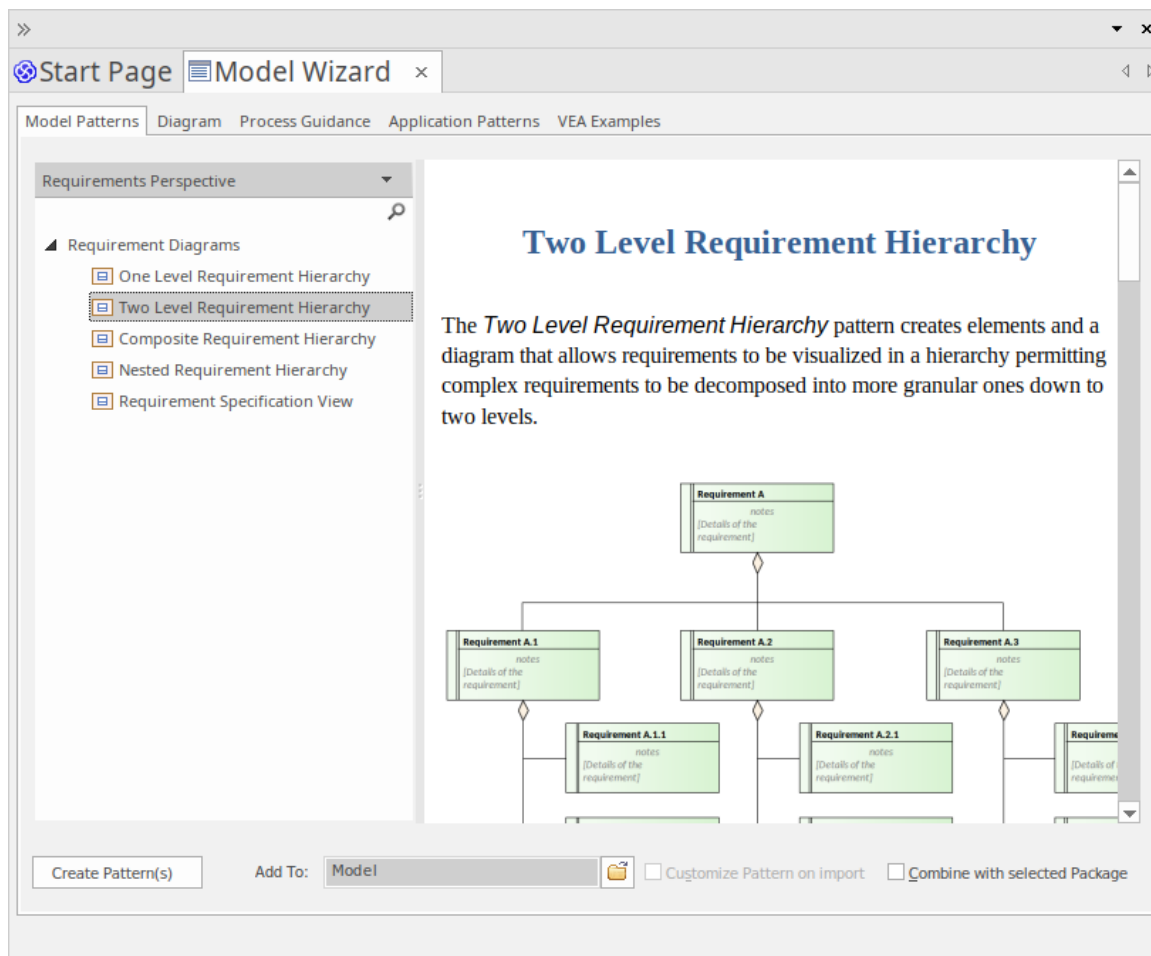 Start Page
Model Wizard
Model Patterns Diagram Process Guidance Application Patterns VEA Examples
Requirements Perspective
Requirement Diagrams
One Level Requirement Hierarchy
Two Level Requirement Hierarchy
Composite Requirement Hierarchy
Nested Requirement Hierarchy
Requirement Specification View
Two Level Requirement Hierarchy
The Two Level Requirement Hierarchy pattern creates elements and a
diagram that allows requirements to be visualized in a hierarchy permitting
complex requirements to be decomposed into more granular ones down to
two levels.
Requirement A
notes
[Details of the
requirement]
Requirement A.1
notes
[Details of the
requirement]
Requirement A.2
notes
[Details of the
requirement]
Requirement A.3
notes
[Details of the
requirement]
Requirement A.1.1
notes
[Details of the
requirement]
Requirement A.2.1
notes
[Details of the
requirement]
[Details of
Create Pattern(s) Add To: Model Customize Pattern on import Combine with selected Package